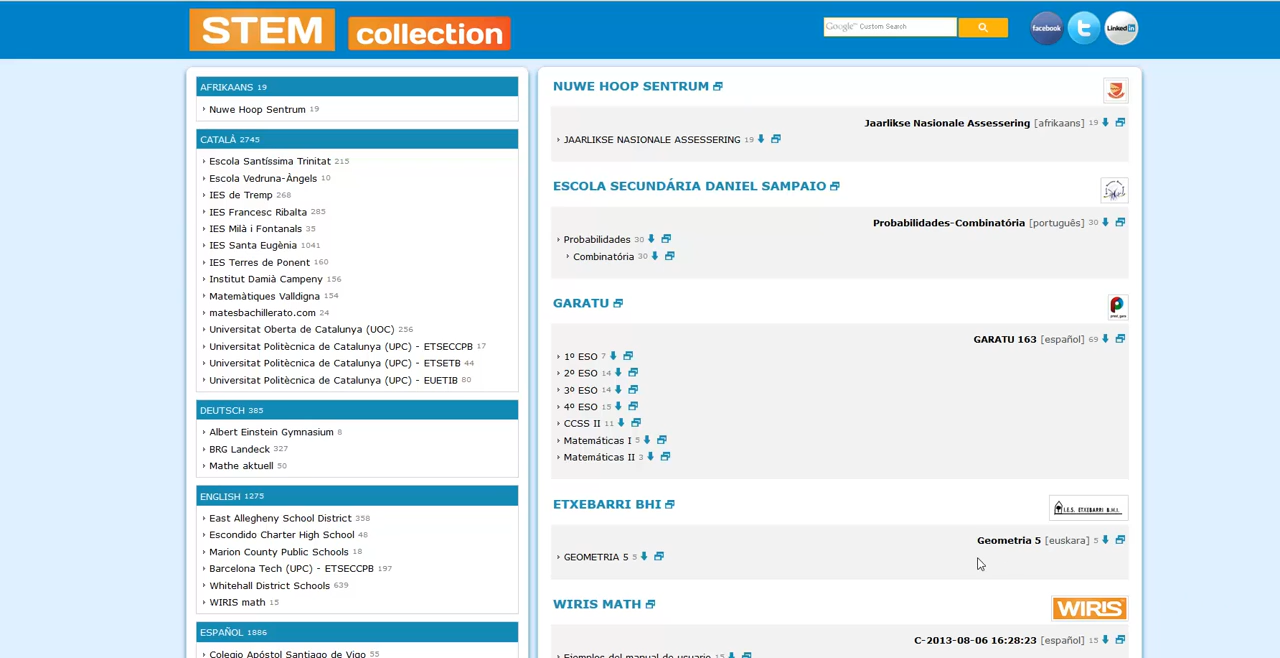 STEM collection
Google Custom Search
facebook
LinkedIn
AFRIKAANS 19
Nuwe Hoop Sentrum 19
CATALÀ 2745
Escola Santíssima Trinitat 215
Escola Vedruna-Àngels 10
IES de Tremp 268
IES Francesc Ribalta 285
IES Milà i Fontanals 35
IES Santa Eugènia 1041
IES Terres de Ponent 160
Institut Damià Campeny 156
Matemàtiques Valldigna 154
matesbachillerato.com 24
Universitat Oberta de Catalunya (UOC) 256
Universitat Politècnica de Catalunya (UPC) - ETSECCPB 17
Universitat Politècnica de Catalunya (UPC) - ETSETB 44
Universitat Politècnica de Catalunya (UPC) - EUETIB 80
DEUTSCH 385
Albert Einstein Gymnasium 8
BRG Landeck 327
Mathe aktuell 50
ENGLISH 1275
East Allegheny School District 358
Escondido Charter High School 48
Marion County Public Schools 18
Barcelona Tech (UPC) - ETSECCPB 197
Whitehall District Schools 639
WIRIS math 15
ESPAÑOL 1886
Colegio Apóstol Santiago de Vigo 55
NUWE HOOP SENTRUM
Jaarlikse Nasionale Assessering [afrikaans] 19
JAARLIKSE NASIONALE ASSESSERING 19
ESCOLA SECUNDÁRIA DANIEL SAMPAIO
Probabilidades-Combinatória [português] 30
Probabilidades 30
Combinatória 30
GARATU
GARATU 163 [español] 69
1º ESO 7
2º ESO 14
3º ESO 14
4º ESO 15
CCSS II 11
Matemáticas I 5
Matemáticas II 3
ETXEBARRI BHI
I.E.S. ETXEBARRI B.H.I.
Geometria 5 [euskara] 5
GEOMETRIA 5 5
WIRIS MATH
WIRIS
C-2013-08-06 16:28:23 [español] 15
Ejemplos del manual de usuario 15